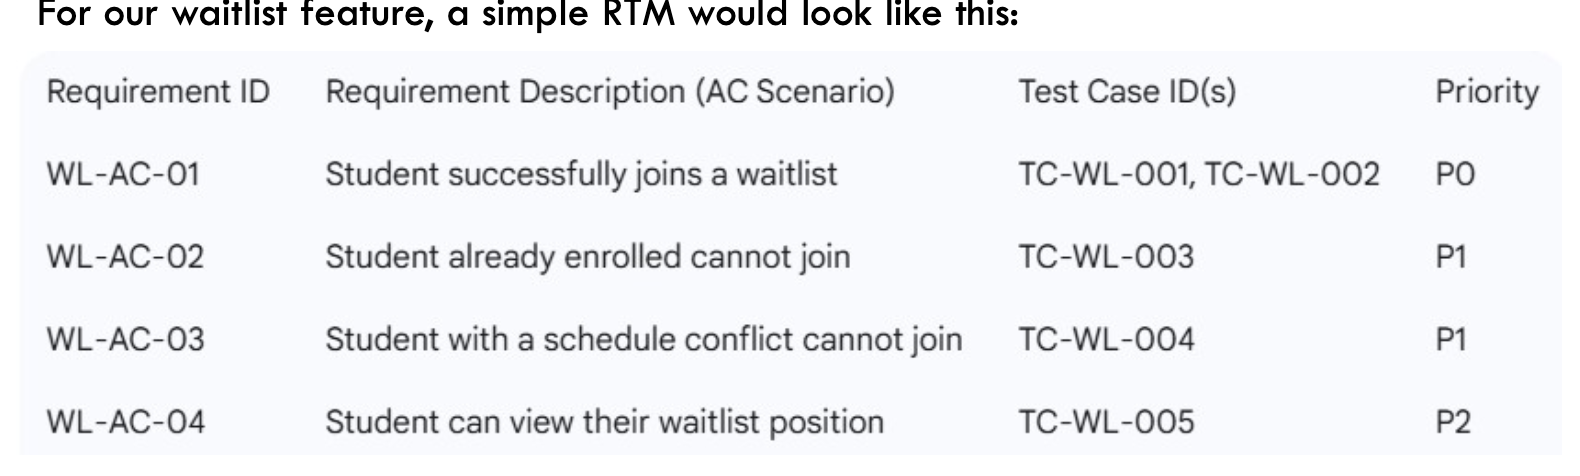 For our waitlist feature, a simple RTM would look like this:
Requirement ID Requirement Description (AC Scenario) Test Case ID(s) Priority
WL-AC-01 Student successfully joins a waitlist TC-WL-001, TC-WL-002 P0
WL-AC-02 Student already enrolled cannot join TC-WL-003 P1
WL-AC-03 Student with a schedule conflict cannot join TC-WL-004 P1
WL-AC-04 Student can view their waitlist position TC-WL-005 P2